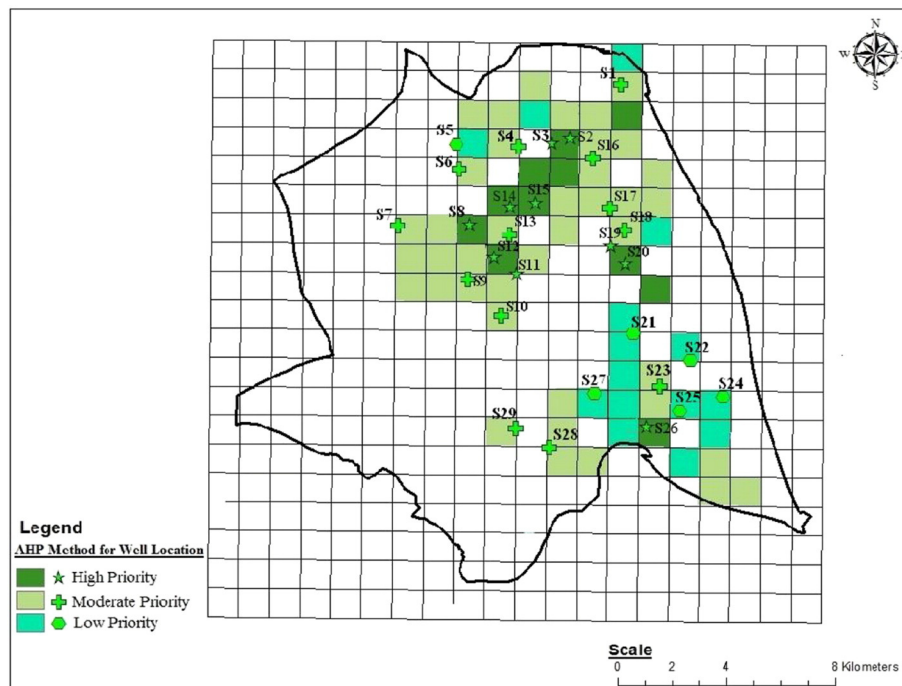 N
W
S
S1
S5
S4
S3
S2
S16
S6
S14
S15
S17
S7
S8
S13
S18
S19
S12
S20
S11
S9
S10
S21
S22
S23
S27
S24
S25
S29
S26
S28
Legend
AHP Method for Well Location
High Priority
Moderate Priority
Low Priority
Scale
0 2 4 8 Kilometers